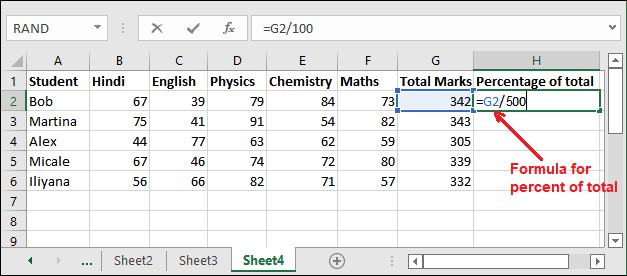 RAND =G2/100
A B C D E F G H
1 Student Hindi English Physics Chemistry Maths Total Marks Percentage of total
2 Bob 67 39 79 84 73 342 =G2/500
3 Martina 75 41 91 54 82 343
4 Alex 44 77 63 62 59 305
5 Micale 67 46 74 72 80 339
6 Iliyana 56 66 82 71 57 332
Formula for
percent of total
7
8
9
... Sheet2 Sheet3 Sheet4